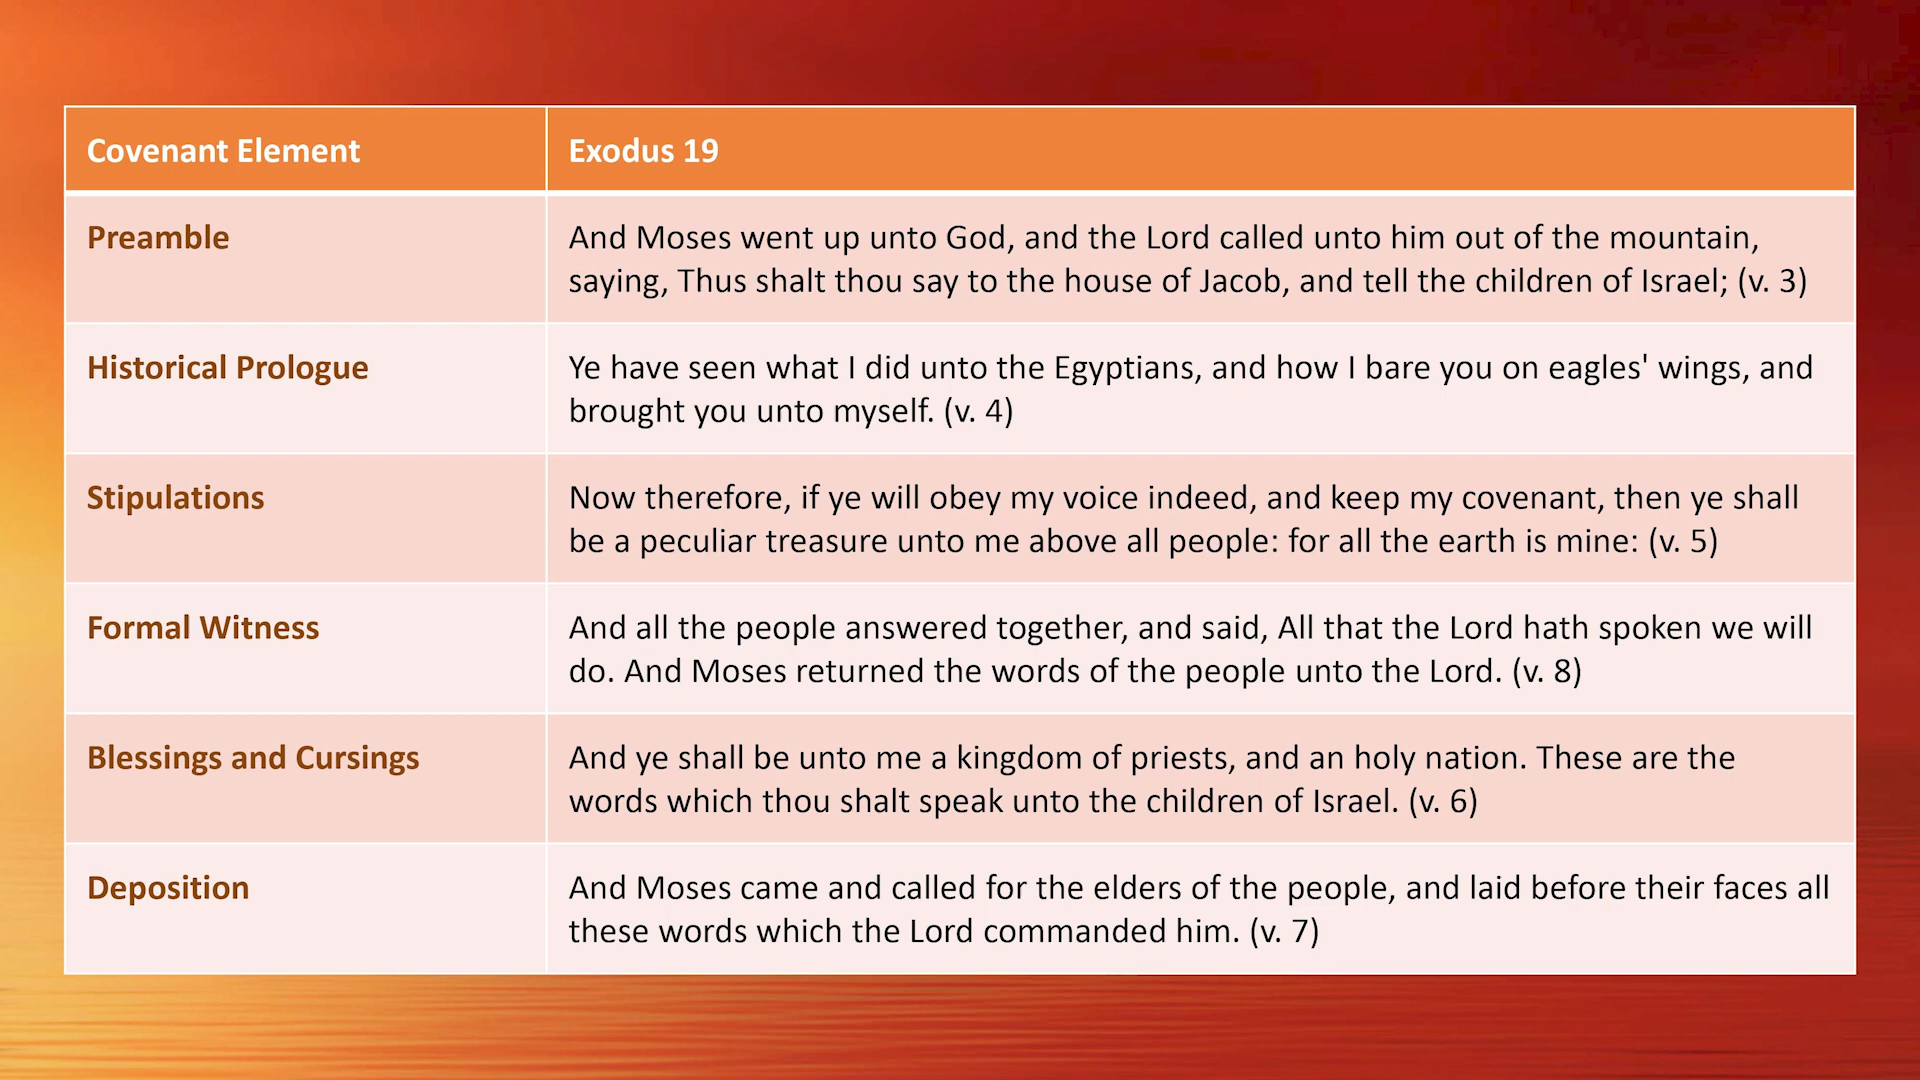 Covenant Element
Exodus 19
Preamble
And Moses went up unto God, and the Lord called unto him out of the mountain,
saying, Thus shalt thou say to the house of Jacob, and tell the children of Israel; (v. 3)
Historical Prologue
Ye have seen what I did unto the Egyptians, and how I bare you on eagles' wings, and
brought you unto myself. (v. 4)
Stipulations
Now therefore, if ye will obey my voice indeed, and keep my covenant, then ye shall
be a peculiar treasure unto me above all people: for all the earth is mine: (v. 5)
Formal Witness
And all the people answered together, and said, All that the Lord hath spoken we will
do. And Moses returned the words of the people unto the Lord. (v. 8)
Blessings and Cursings
And ye shall be unto me a kingdom of priests, and an holy nation. These are the
words which thou shalt speak unto the children of Israel. (v. 6)
Deposition
And Moses came and called for the elders of the people, and laid before their faces all
these words which the Lord commanded him. (v. 7)